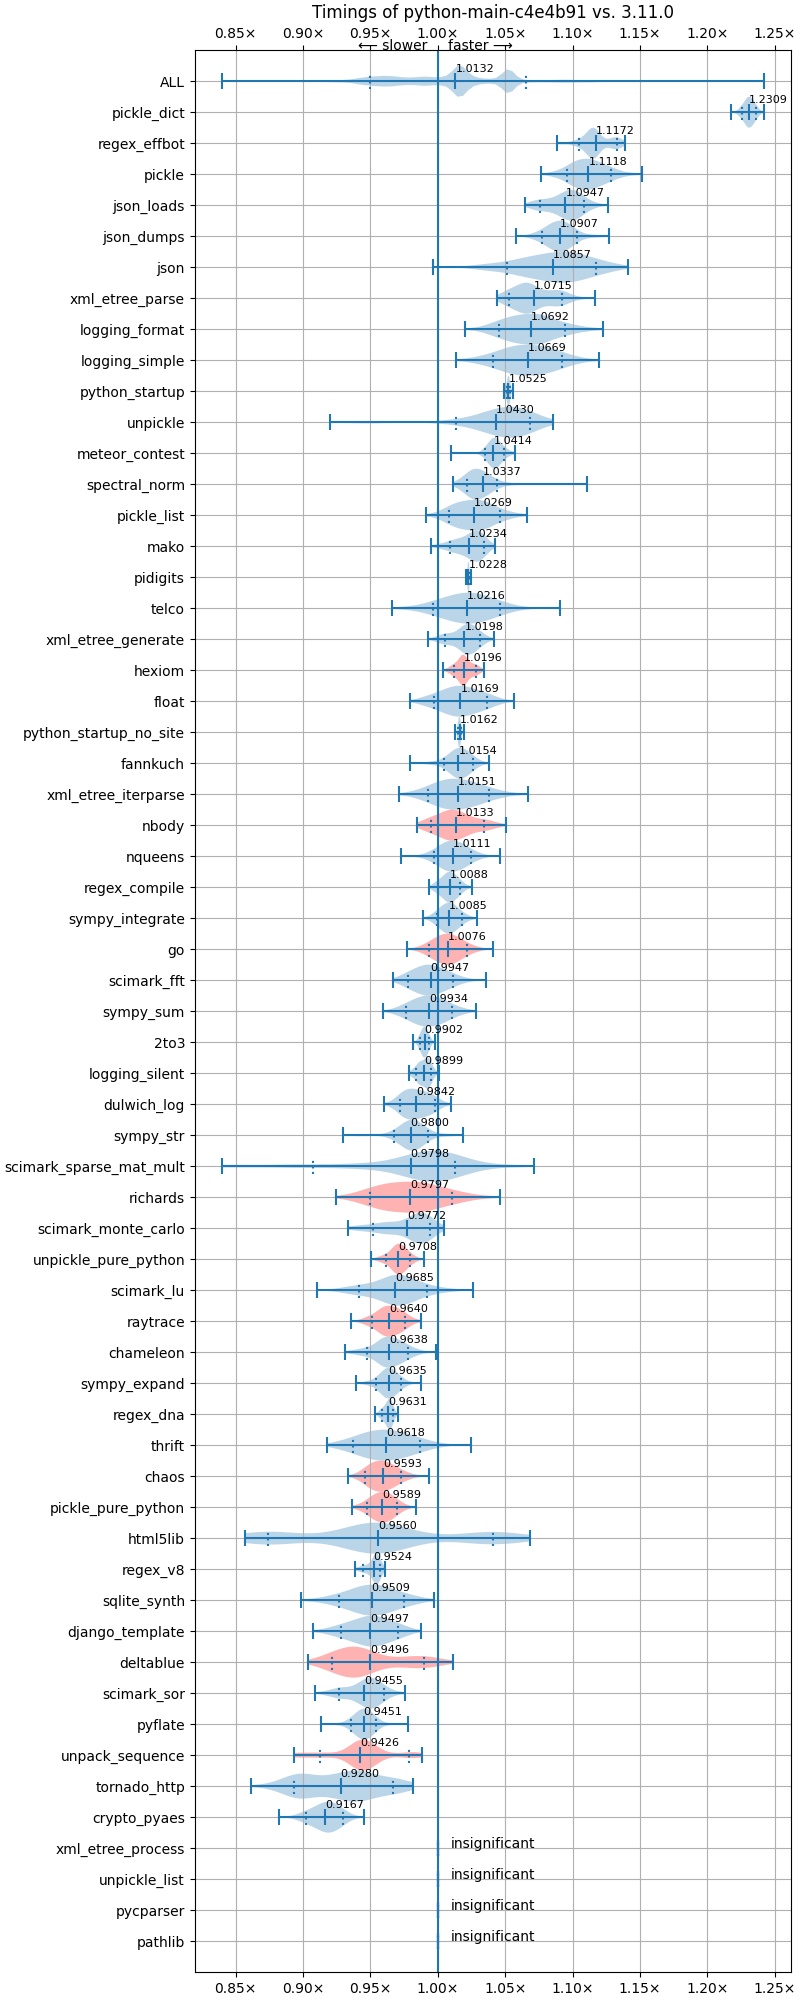 Timings of python-main-c4e4b91 vs. 3.11.0
0.85× 0.90× 0.95× 1.00× 1.05× 1.10× 1.15× 1.20× 1.25×
⟵ slower faster ⟶
ALL 1.0132
pickle_dict 1.2309
regex_effbot 1.1172
pickle 1.1118
json_loads 1.0947
json_dumps 1.0907
json 1.0857
xml_etree_parse 1.0715
logging_format 1.0692
logging_simple 1.0669
python_startup 1.0525
unpickle 1.0430
meteor_contest 1.0414
spectral_norm 1.0337
pickle_list 1.0269
mako 1.0234
pidigits 1.0228
telco 1.0216
xml_etree_generate 1.0198
hexiom 1.0196
float 1.0169
python_startup_no_site 1.0162
fannkuch 1.0154
xml_etree_iterparse 1.0151
nbody 1.0133
nqueens 1.0111
regex_compile 1.0088
sympy_integrate 1.0085
go 1.0076
scimark_fft 0.9947
sympy_sum 0.9934
2to3 0.9902
logging_silent 0.9899
dulwich_log 0.9842
sympy_str 0.9800
scimark_sparse_mat_mult 0.9798
richards 0.9797
scimark_monte_carlo 0.9772
unpickle_pure_python 0.9708
scimark_lu 0.9685
raytrace 0.9640
chameleon 0.9638
sympy_expand 0.9635
regex_dna 0.9631
thrift 0.9618
chaos 0.9593
pickle_pure_python 0.9589
html5lib 0.9560
regex_v8 0.9524
sqlite_synth 0.9509
django_template 0.9497
deltablue 0.9496
scimark_sor 0.9455
pyflate 0.9451
unpack_sequence 0.9426
tornado_http 0.9280
crypto_pyaes 0.9167
xml_etree_process insignificant
unpickle_list insignificant
pycparser insignificant
pathlib insignificant
0.85× 0.90× 0.95× 1.00× 1.05× 1.10× 1.15× 1.20× 1.25×